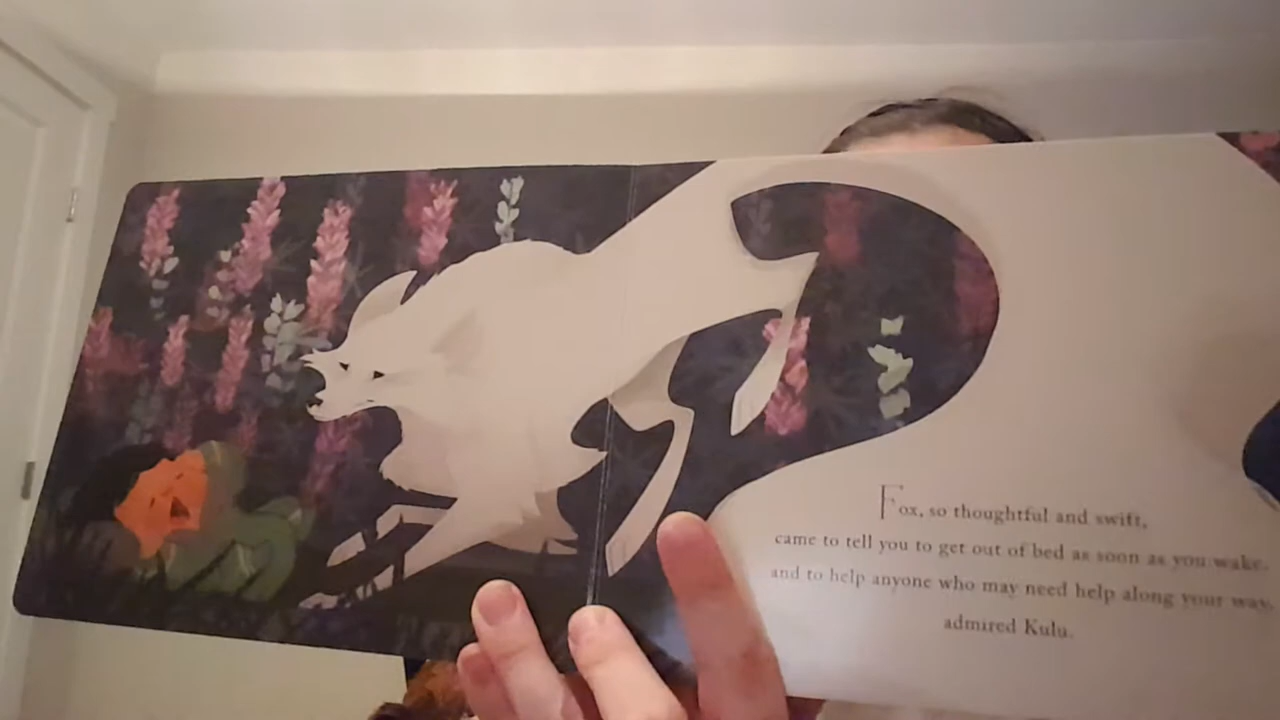 Fox, so thoughtful and swift,
came to tell you to get out of bed as soon as you wake,
and to help anyone who may need help along your way,
admired Kulu.